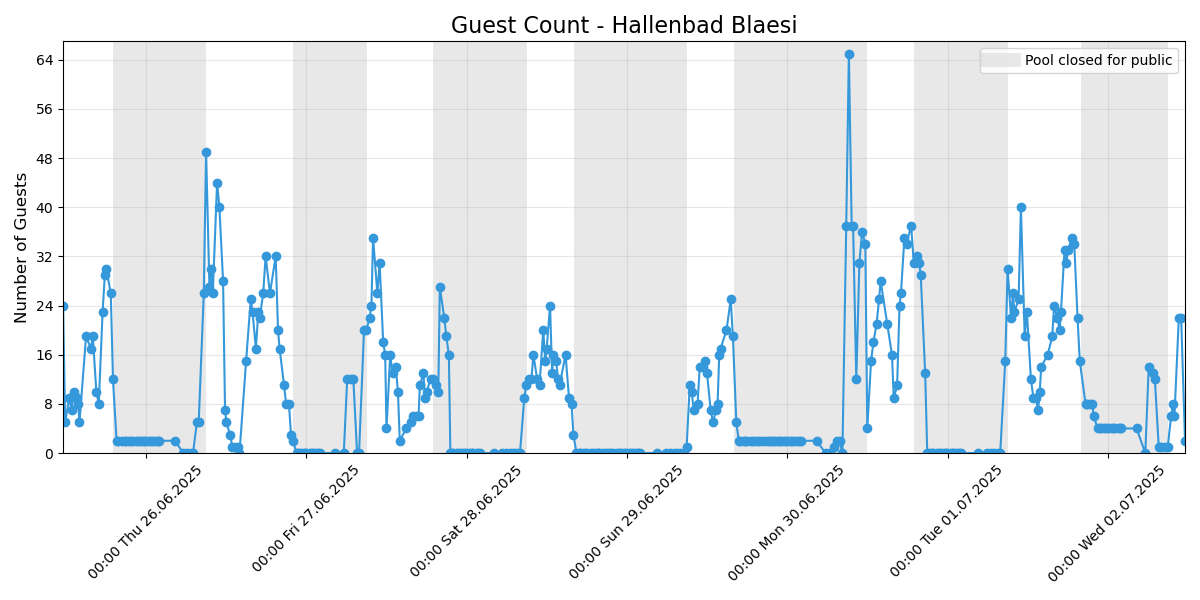 Guest Count - Hallenbad Blaesi
Pool closed for public
Number of Guests
64
56
48
40
32
24
16
8
0
00:00 Thu 26.06.2025
00:00 Fri 27.06.2025
00:00 Sat 28.06.2025
00:00 Sun 29.06.2025
00:00 Mon 30.06.2025
00:00 Tue 01.07.2025
00:00 Wed 02.07.2025